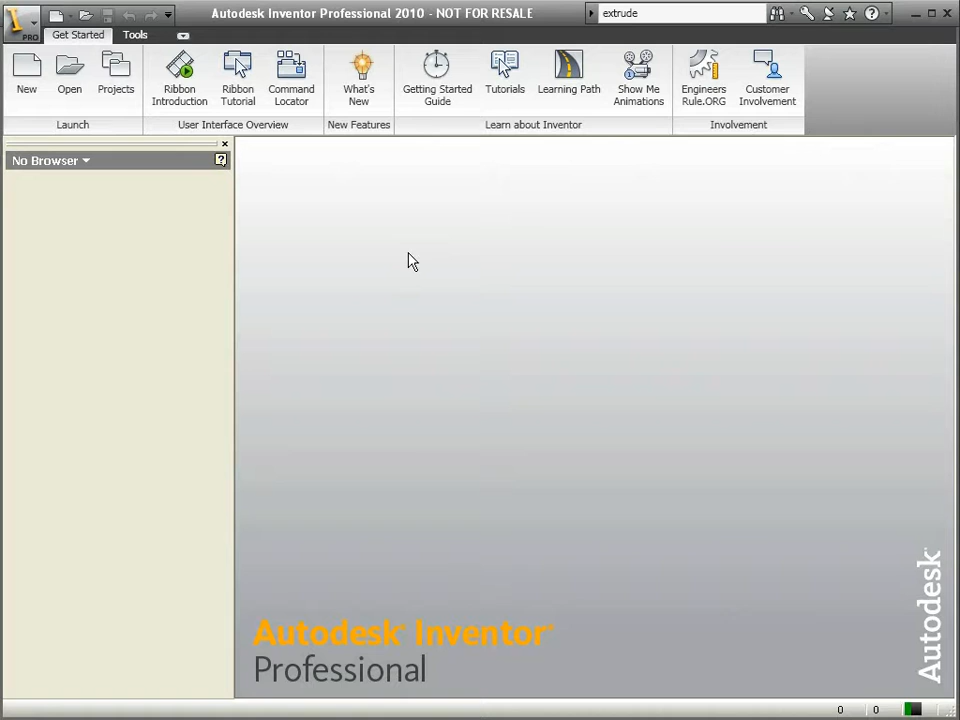 Autodesk Inventor Professional 2010 - NOT FOR RESALE
extrude
PRO
Get Started
Tools
New
Open
Projects
Ribbon Introduction
Ribbon Tutorial
Command Locator
What's New
Getting Started Guide
Tutorials
Learning Path
Show Me Animations
Engineers Rule.ORG
Customer Involvement
Launch
User Interface Overview
New Features
Learn about Inventor
Involvement
No Browser
Autodesk
Autodesk® Inventor®
Professional
0
0